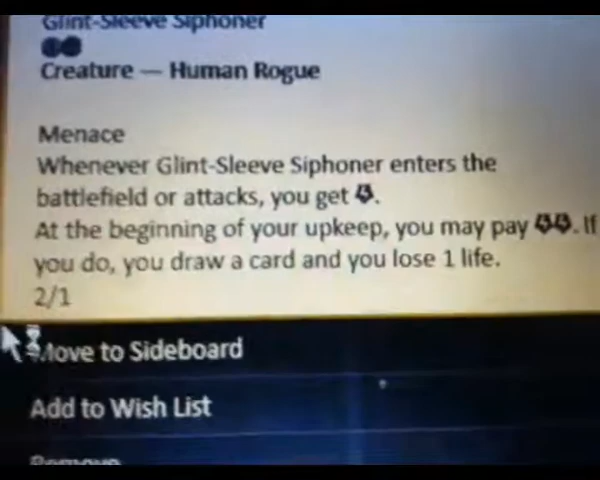 Glint-Sleeve Siphoner
Creature — Human Rogue
Menace
Whenever Glint-Sleeve Siphoner enters the
battlefield or attacks, you get .
At the beginning of your upkeep, you may pay . If
you do, you draw a card and you lose 1 life.
2/1
Move to Sideboard
Add to Wish List
Remove